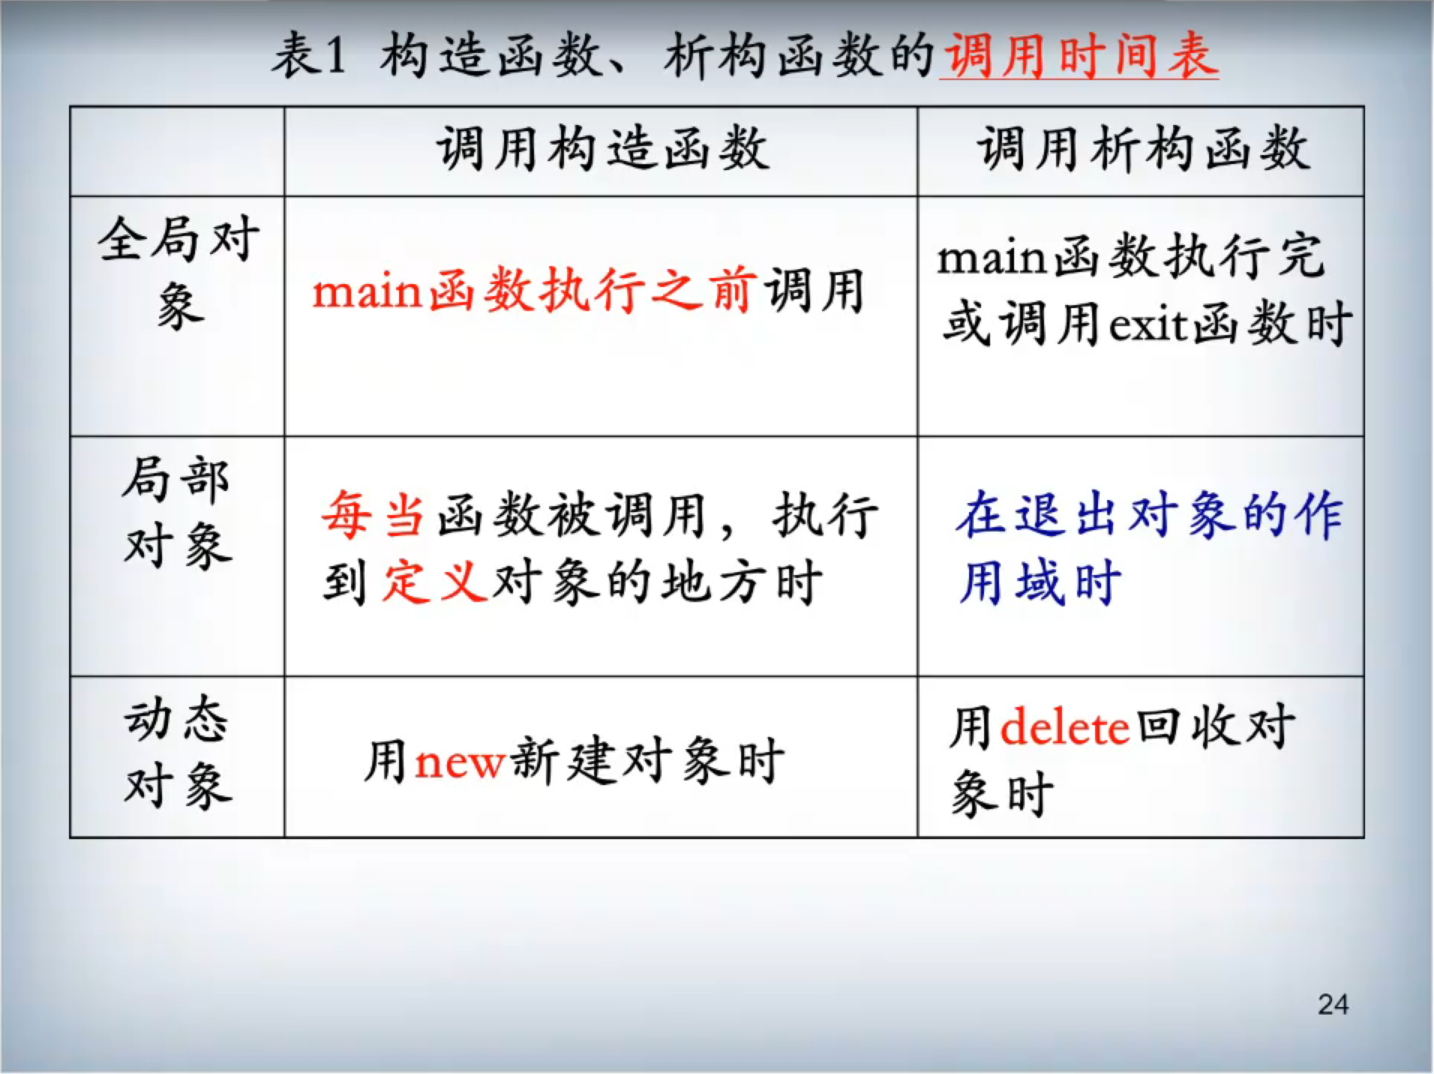 表1 构造函数、析构函数的调用时间表
调用构造函数
调用析构函数
全局对
象
main函数执行之前调用
main函数执行完
或调用exit函数时
局部
对象
每当函数被调用，执行
到定义对象的地方时
在退出对象的作
用域时
动态
对象
用new新建对象时
用delete回收对
象时
24